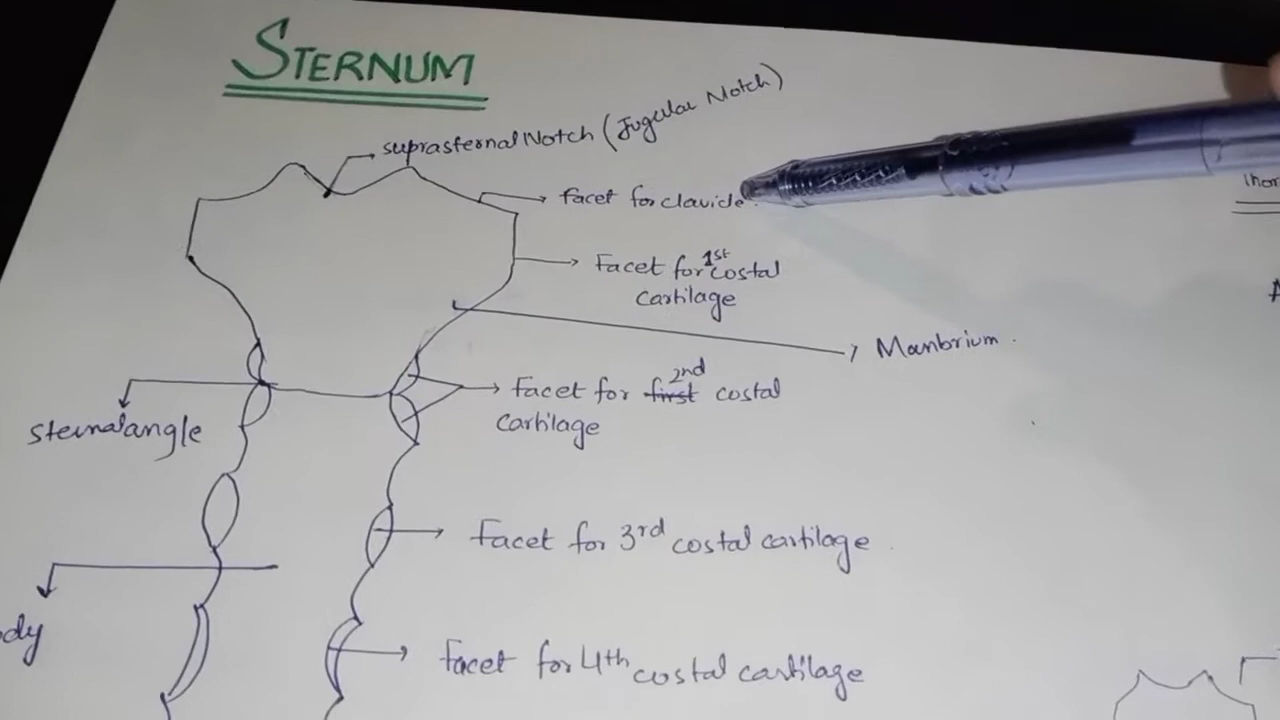 STERNUM
suprasternal Notch (Jugular Notch)
Facet for clavicle
Facet for 1st costal
cartilage
Manbrium.
Facet for first 2nd costal
cartilage
sternal angle
Facet for 3rd costal cartilage
ody
Facet for 4th costal cartilage